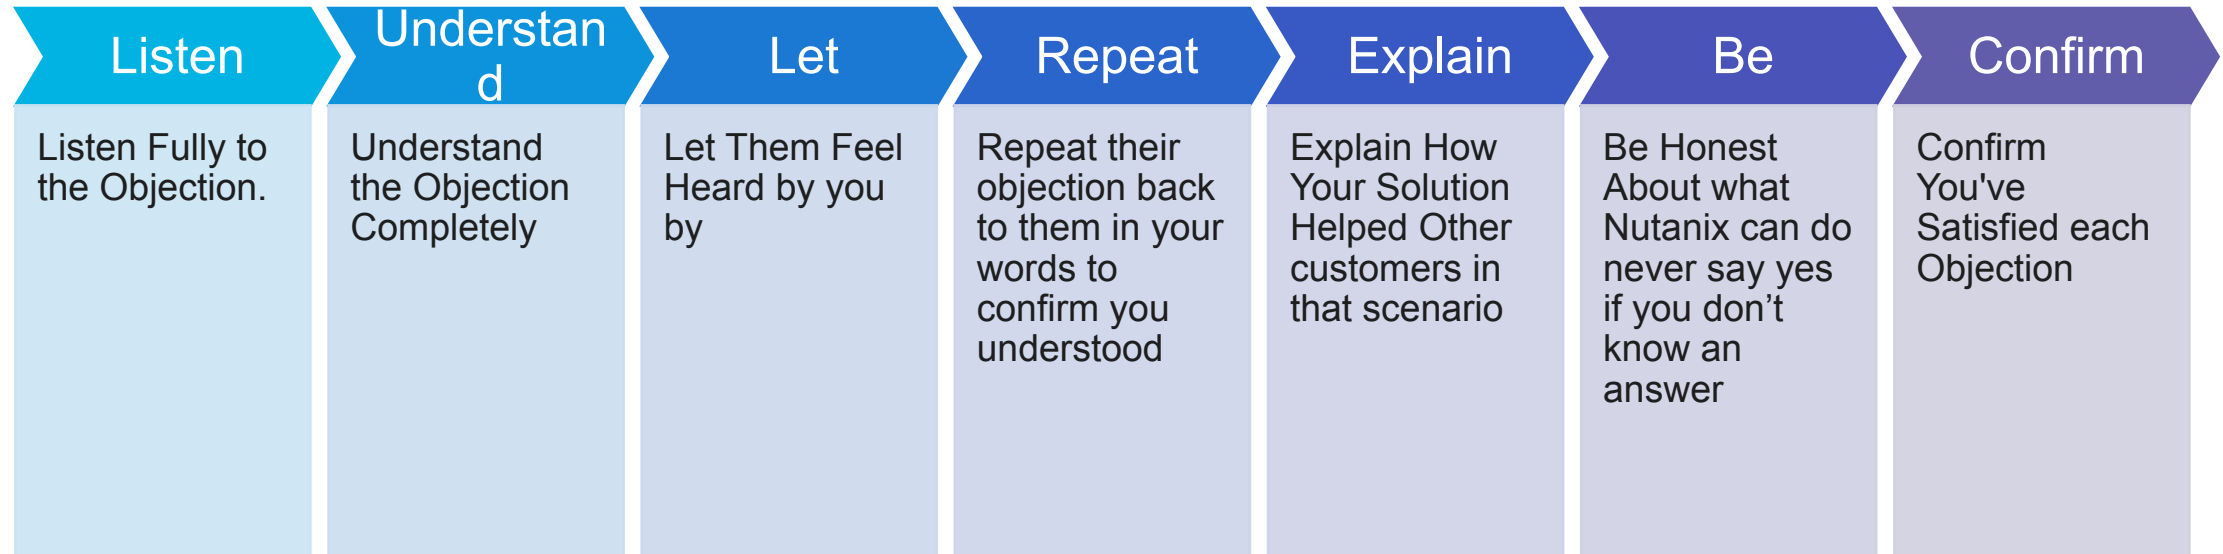 Listen
Understan
d
Let
Repeat
Explain
Be
Confirm
Listen Fully to
the Objection.
Understand
the Objection
Completely
Let Them Feel
Heard by you
by
Repeat their
objection back
to them in your
words to
confirm you
understood
Explain How
Your Solution
Helped Other
customers in
that scenario
Be Honest
About what
Nutanix can do
never say yes
if you don’t
know an
answer
Confirm
You've
Satisfied each
Objection